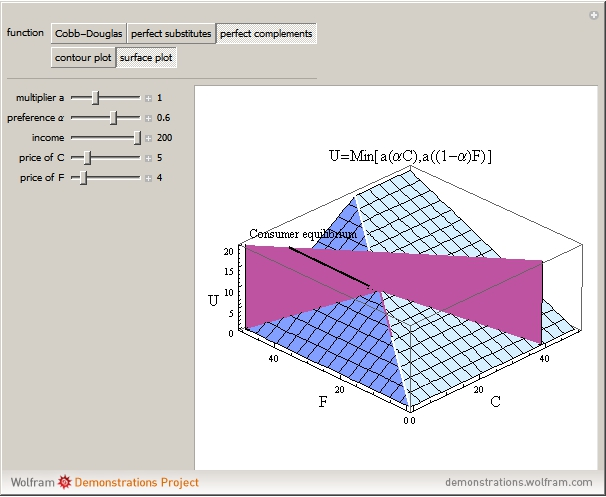 function Cobb–Douglas perfect substitutes perfect complements
contour plot surface plot
multiplier a 1
preference α 0.6
income 200
price of C 5
price of F 4
U=Min[a(αC),a((1−α)F)]
Consumer equilibrium
20
15
10
5
0
U
40
20
0
F
0
20
40
C
Wolfram Demonstrations Project
demonstrations.wolfram.com